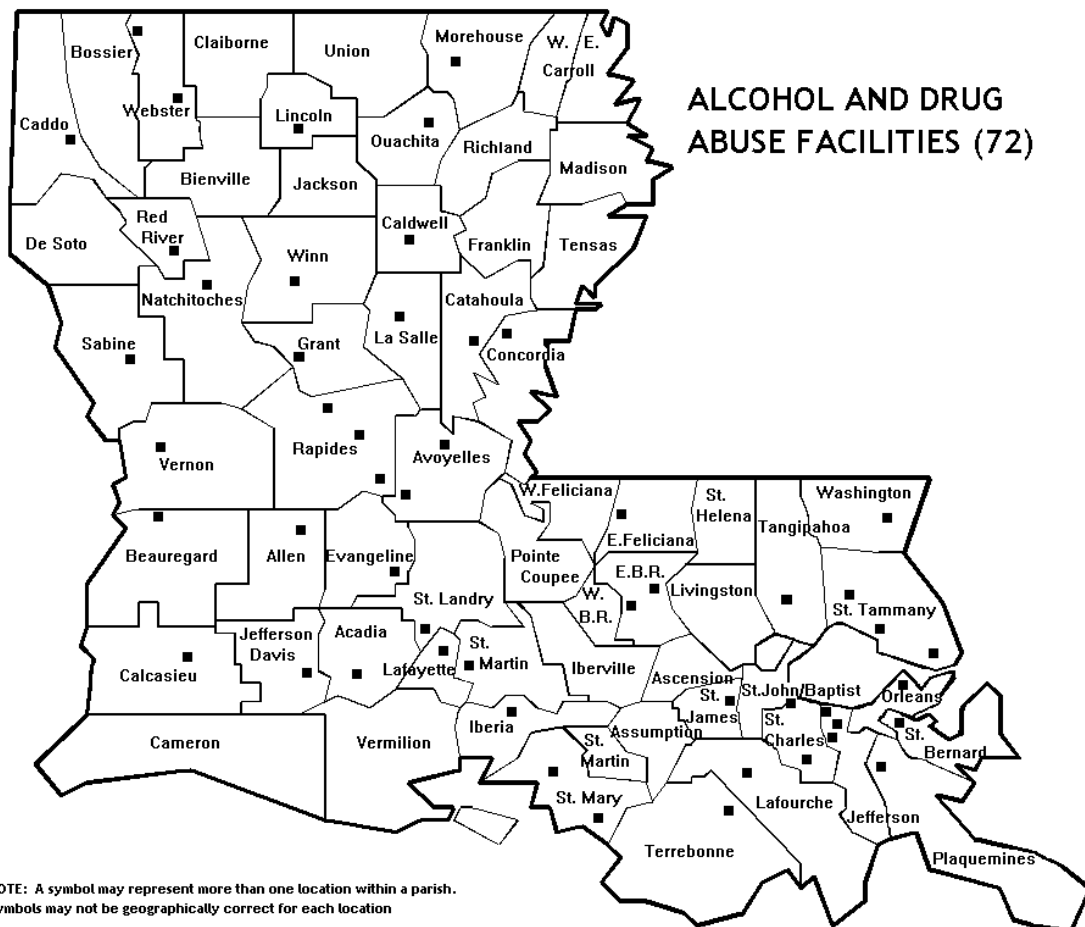 ALCOHOL AND DRUG
ABUSE FACILITIES (72)
Bossier
Claiborne
Union
Morehouse
W.
E.
Carroll
Caddo
Webster
Lincoln
Ouachita
Richland
Madison
Bienville
Jackson
De Soto
Red
River
Caldwell
Franklin
Tensas
Winn
Natchitoches
Catahoula
Sabine
Grant
La Salle
Concordia
Vernon
Rapides
Avoyelles
W.Feliciana
St.
Helena
Washington
Tangipahoa
E.Feliciana
Beauregard
Allen
Evangeline
Pointe
Coupee
E.B.R.
W.
B.R.
Livingston
St. Landry
St. Tammany
Jefferson
Davis
Acadia
Lafayette
St.
Martin
Iberville
Ascension
Calcasieu
St.
James
St.John/Baptist
Orleans
Cameron
Vermilion
Iberia
Assumption
St.
Charles
St.
Bernard
St.
Martin
St. Mary
Lafourche
Jefferson
Terrebonne
Plaquemines
OTE: A symbol may represent more than one location within a parish.
ymbols may not be geographically correct for each location